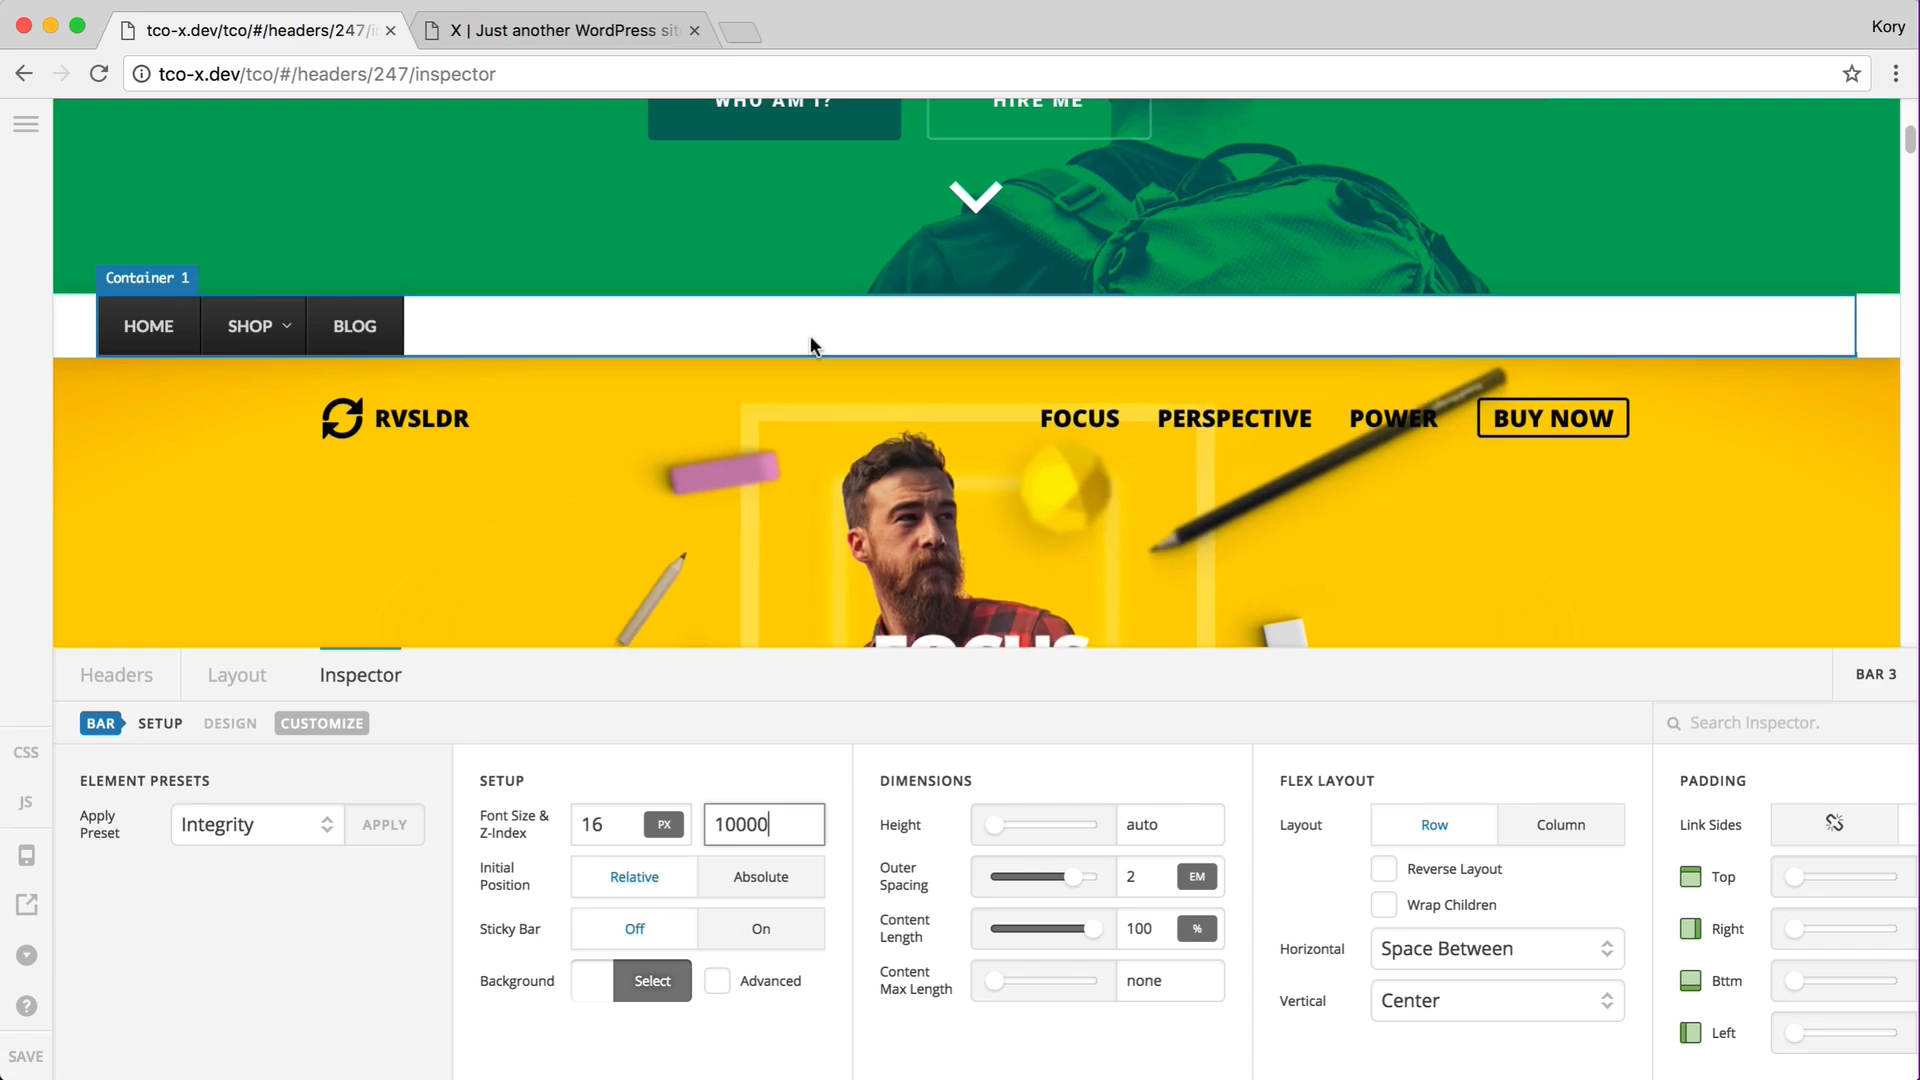 tco-x.dev/tco/#/headers/247/i
X | Just another WordPress sit
Kory
tco-x.dev/tco/#/headers/247/inspector
WHO AM I?
HIRE ME
Container 1
HOME
SHOP
BLOG
RVSLDR
FOCUS
PERSPECTIVE
POWER
BUY NOW
FOCUS
Headers
Layout
Inspector
BAR 3
BAR
SETUP
DESIGN
CUSTOMIZE
Search Inspector.
CSS
JS
SAVE
ELEMENT PRESETS
Apply
Preset
Integrity
APPLY
SETUP
Font Size &
Z-Index
16
PX
10000
Initial
Position
Relative
Absolute
Sticky Bar
Off
On
Background
Select
Advanced
DIMENSIONS
Height
auto
Outer
Spacing
2
EM
Content
Length
100
%
Content
Max Length
none
FLEX LAYOUT
Layout
Row
Column
Reverse Layout
Wrap Children
Horizontal
Space Between
Vertical
Center
PADDING
Link Sides
Top
Right
Bttm
Left